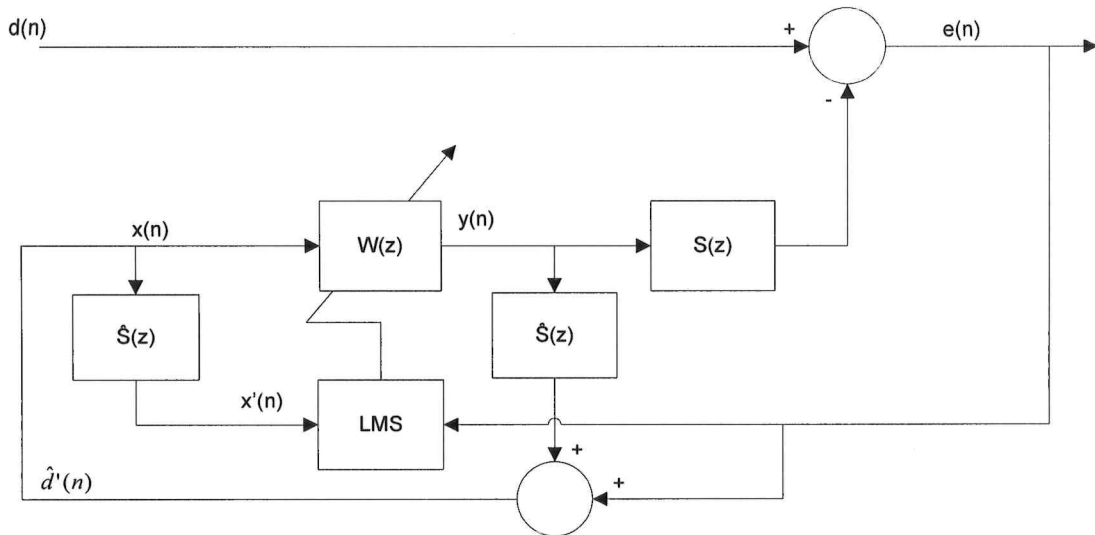 d(n)
+
e(n)
-
x(n)
W(z)
y(n)
S(z)
Ŝ(z)
Ŝ(z)
x'(n)
LMS
+
d̂'(n)
+